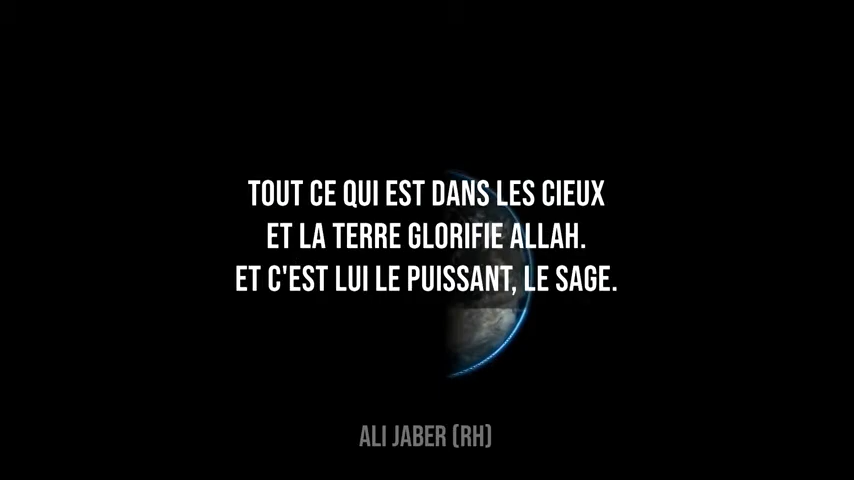 TOUT CE QUI EST DANS LES CIEUX
ET LA TERRE GLORIFIE ALLAH.
ET C'EST LUI LE PUISSANT, LE SAGE.
ALI JABER (RH)